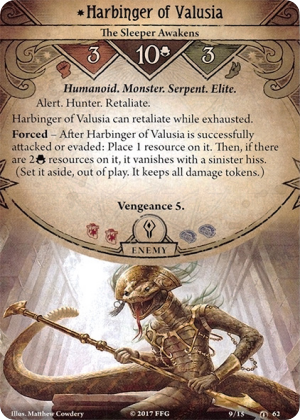 Harbinger of Valusia
The Sleeper Awakens
3 10 3
Humanoid. Monster. Serpent. Elite.
Alert. Hunter. Retaliate.
Harbinger of Valusia can retaliate while exhausted.
Forced – After Harbinger of Valusia is successfully
attacked or evaded: Place 1 resource on it. Then, if there
are 2 resources on it, it vanishes with a sinister hiss.
(Set it aside, out of play. It keeps all damage tokens.)
Vengeance 5.
ENEMY
Illus. Matthew Cowdery © 2017 FFG 9/15 62